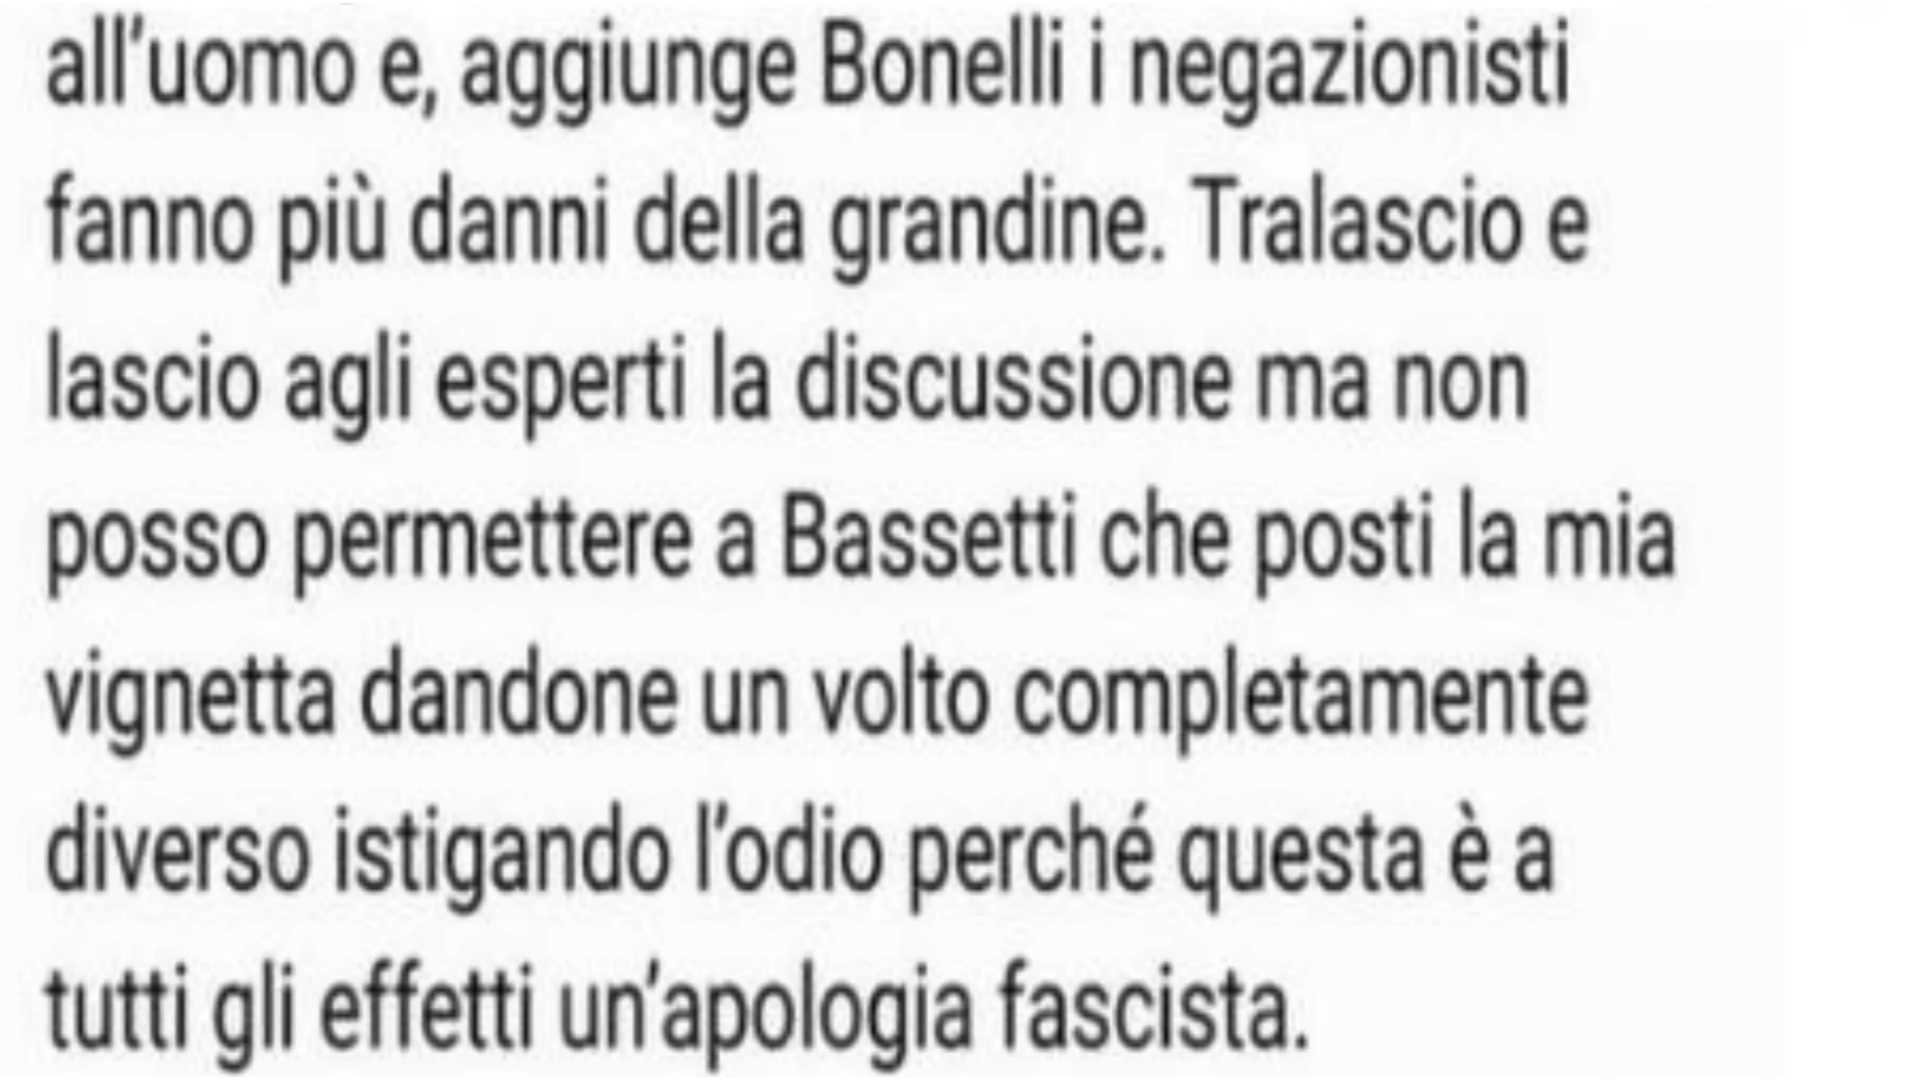 all'uomo e, aggiunge Bonelli i negazionisti
fanno più danni della grandine. Tralascio e
lascio agli esperti la discussione ma non
posso permettere a Bassetti che posti la mia
vignetta dandone un volto completamente
diverso istigando l'odio perché questa è a
tutti gli effetti un'apologia fascista.